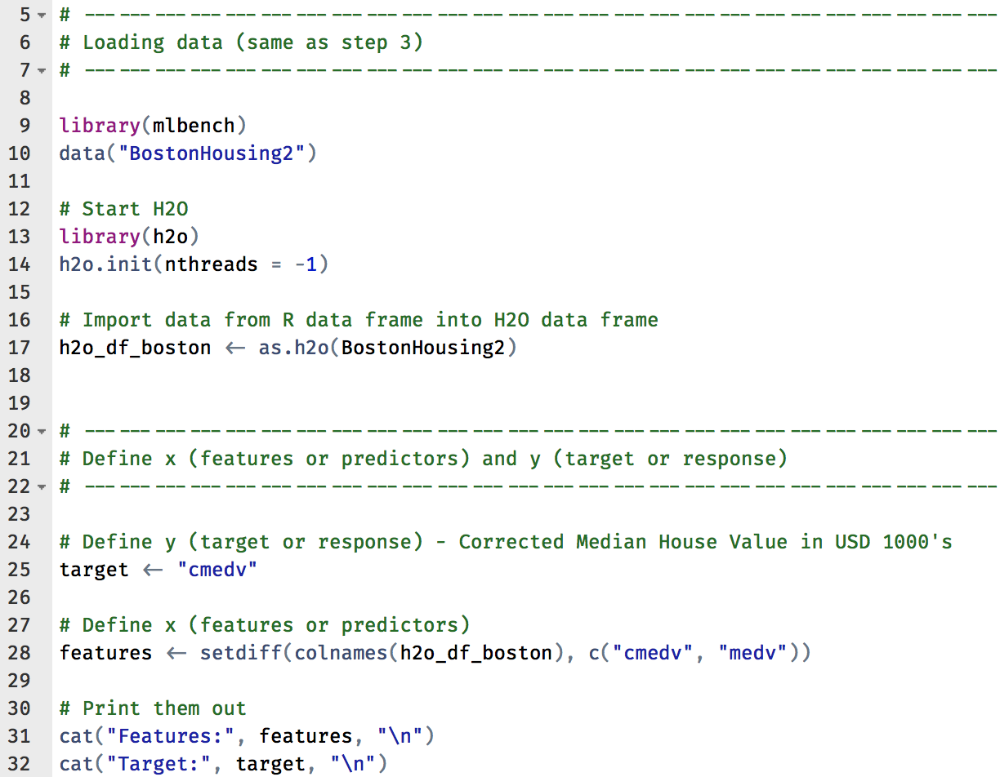 5 # --- --- --- --- --- --- --- --- --- --- --- --- --- --- --- --- --- --- --- --- --- --- --- --- --- ---
6 # Loading data (same as step 3)
7 # --- --- --- --- --- --- --- --- --- --- --- --- --- --- --- --- --- --- --- --- --- --- --- --- --- ---
8
9 library(mlbench)
10 data("BostonHousing2")
11
12 # Start H2O
13 library(h2o)
14 h2o.init(nthreads = -1)
15
16 # Import data from R data frame into H2O data frame
17 h2o_df_boston <- as.h2o(BostonHousing2)
18
19
20 # --- --- --- --- --- --- --- --- --- --- --- --- --- --- --- --- --- --- --- --- --- --- --- --- --- ---
21 # Define x (features or predictors) and y (target or response)
22 # --- --- --- --- --- --- --- --- --- --- --- --- --- --- --- --- --- --- --- --- --- --- --- --- --- ---
23
24 # Define y (target or response) - Corrected Median House Value in USD 1000's
25 target <- "cmedv"
26
27 # Define x (features or predictors)
28 features <- setdiff(colnames(h2o_df_boston), c("cmedv", "medv"))
29
30 # Print them out
31 cat("Features:", features, "\n")
32 cat("Target:", target, "\n")